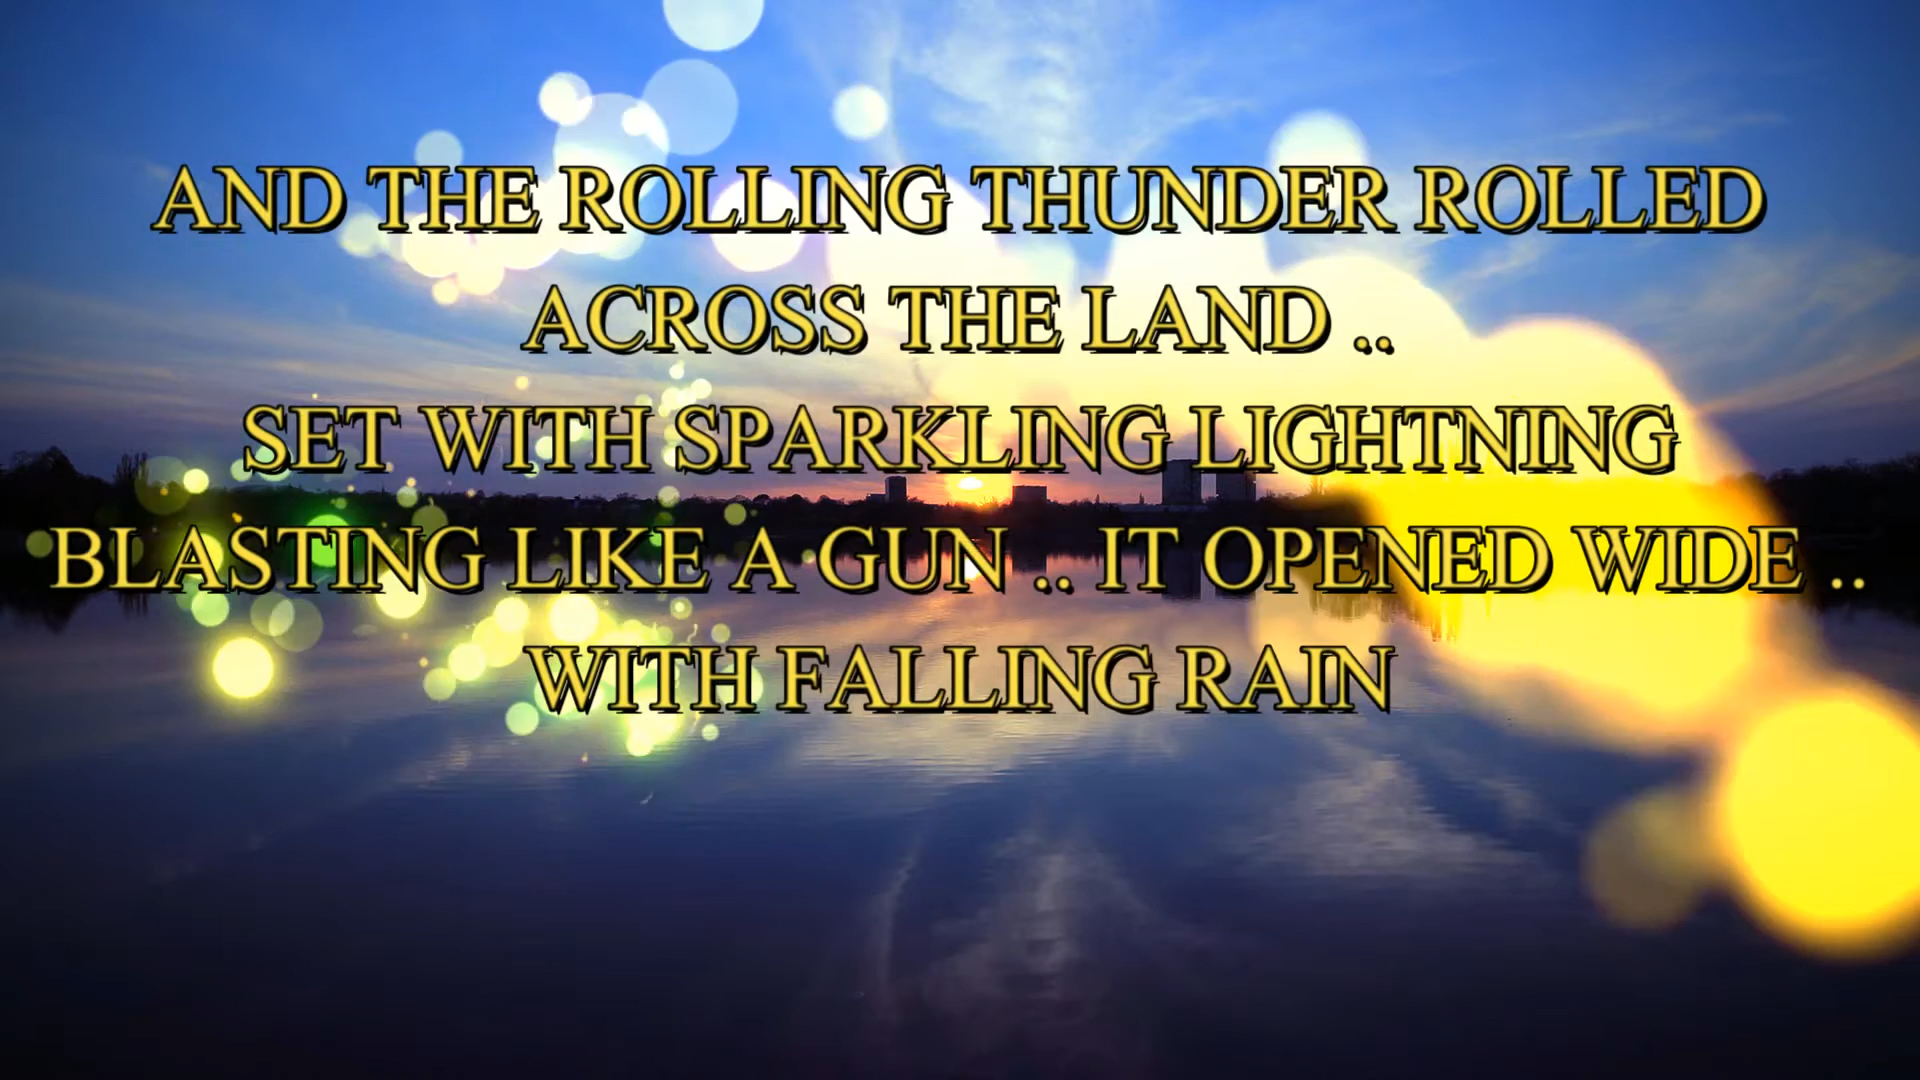 AND THE ROLLING THUNDER ROLLED
ACROSS THE LAND ..
SET WITH SPARKLING LIGHTNING
BLASTING LIKE A GUN .. IT OPENED WIDE ..
WITH FALLING RAIN